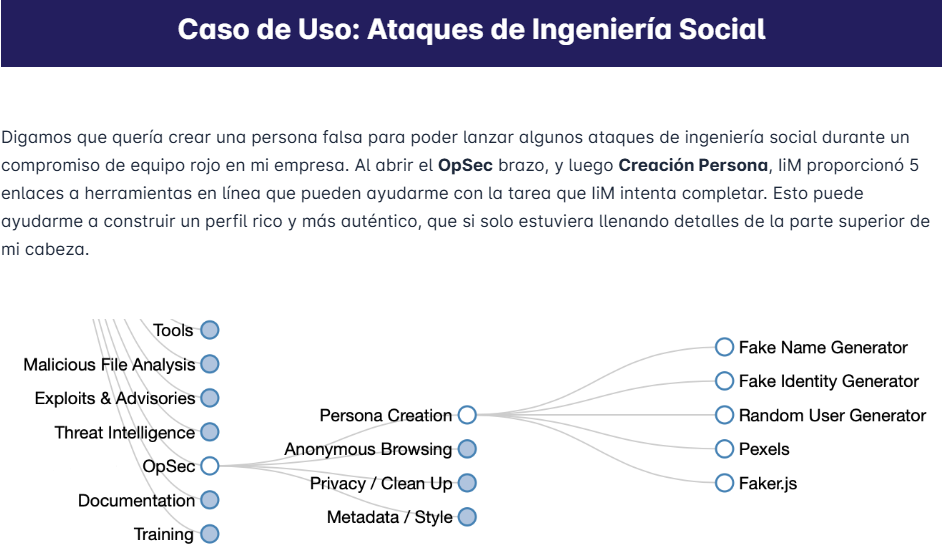 Caso de Uso: Ataques de Ingeniería Social
Digamos que quería crear una persona falsa para poder lanzar algunos ataques de ingeniería social durante un
compromiso de equipo rojo en mi empresa. Al abrir el OpSec brazo, y luego Creación Persona, IiM proporcionó 5
enlaces a herramientas en línea que pueden ayudarme con la tarea que IiM intenta completar. Esto puede
ayudarme a construir un perfil rico y más auténtico, que si solo estuviera llenando detalles de la parte superior de
mi cabeza.
Tools
Malicious File Analysis
Exploits & Advisories
Threat Intelligence
OpSec
Documentation
Training
Persona Creation
Anonymous Browsing
Privacy / Clean Up
Metadata / Style
Fake Name Generator
Fake Identity Generator
Random User Generator
Pexels
Faker.js